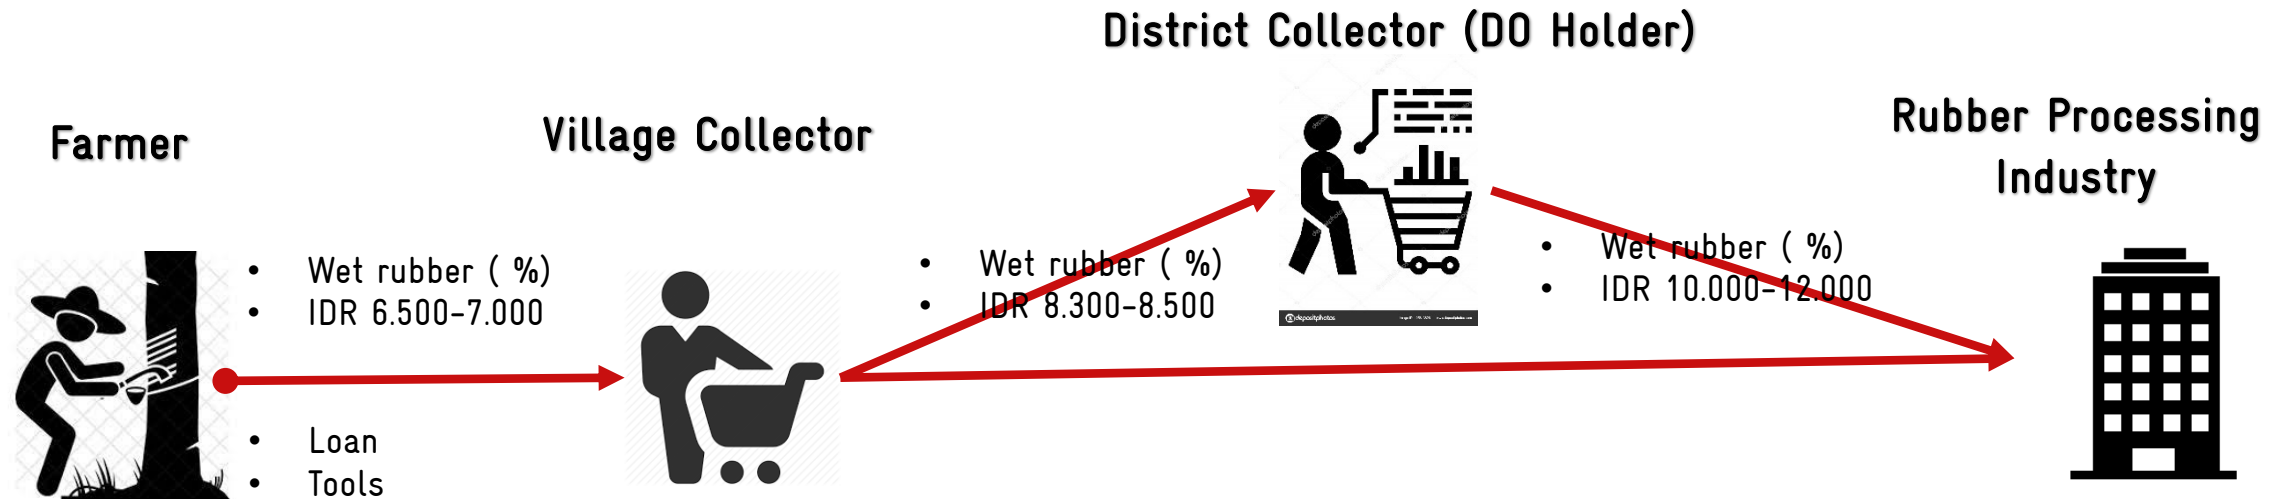 District Collector (DO Holder)
Farmer
Village Collector
Rubber Processing
Industry
• Wet rubber ( %)
• IDR 6.500-7.000
• Wet rubber ( %)
• IDR 8.300-8.500
• Wet rubber ( %)
• IDR 10.000-12.000
• Loan
• Tools
depositphotos